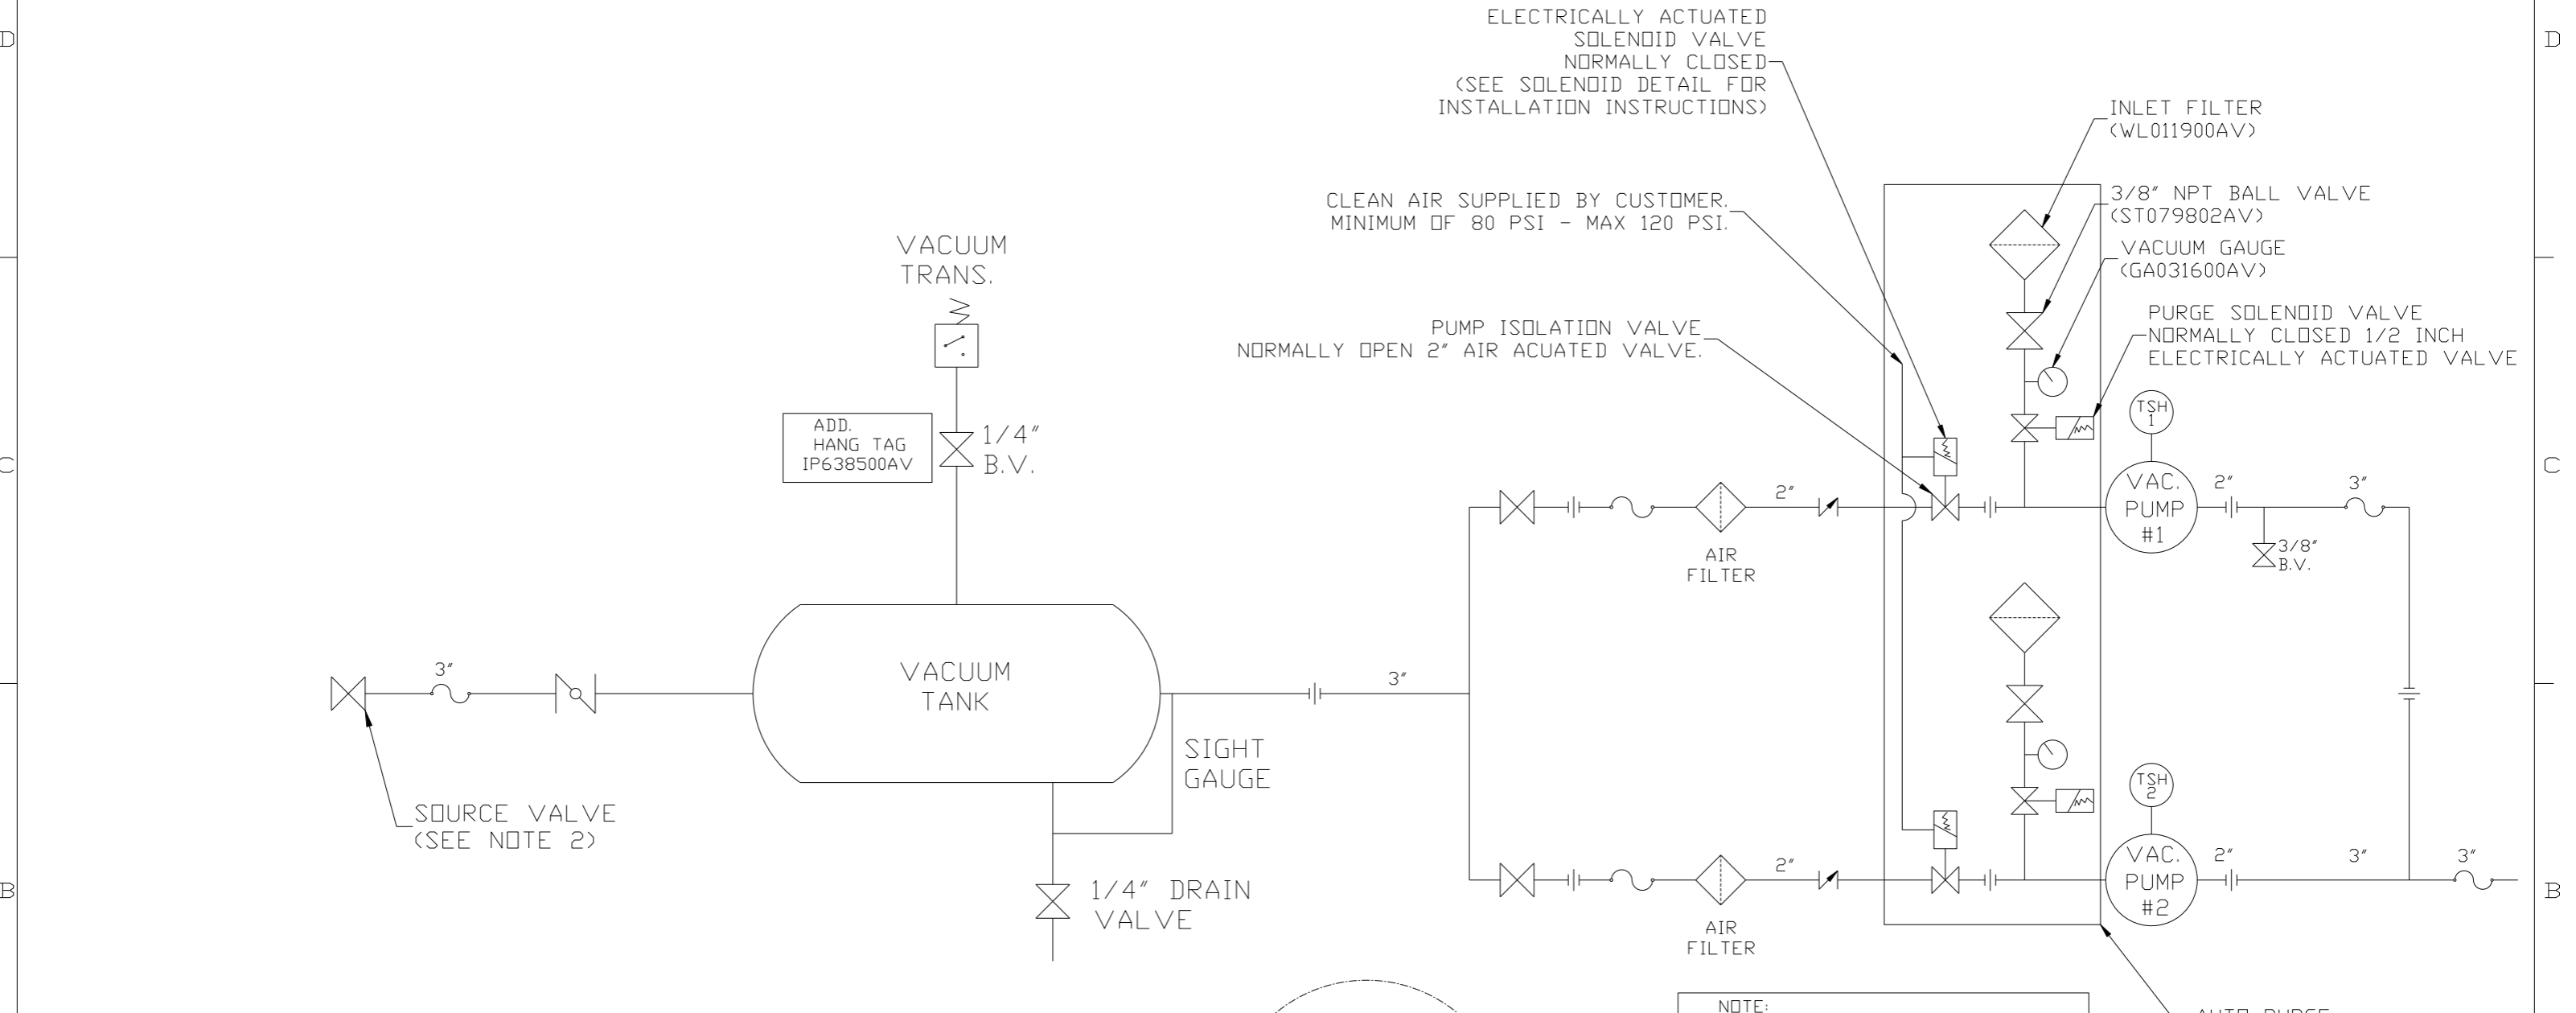 D
D
ELECTRICALLY ACTUATED
SOLENOID VALVE
NORMALLY CLOSED
(SEE SOLENOID DETAIL FOR
INSTALLATION INSTRUCTIONS)
INLET FILTER
(WL011900AV)
CLEAN AIR SUPPLIED BY CUSTOMER.
MINIMUM OF 80 PSI - MAX 120 PSI.
3/8" NPT BALL VALVE
(ST079802AV)
VACUUM GAUGE
(GA031600AV)
VACUUM
TRANS.
PUMP ISOLATION VALVE
NORMALLY OPEN 2" AIR ACUATED VALVE.
PURGE SOLENOID VALVE
NORMALLY CLOSED 1/2 INCH
ELECTRICALLY ACTUATED VALVE
ADD.
HANG TAG
IP638500AV
1/4"
B.V.
TSH
1
C
C
VAC.
PUMP
#1
2"
2"
3"
3/8"
B.V.
AIR
FILTER
3"
VACUUM
TANK
3"
SIGHT
GAUGE
SOURCE VALVE
(SEE NOTE 2)
TSH
2
VAC.
PUMP
#2
2"
2"
3"
3"
B
B
1/4" DRAIN
VALVE
AIR
FILTER
NOTE:
AUTO PURGE